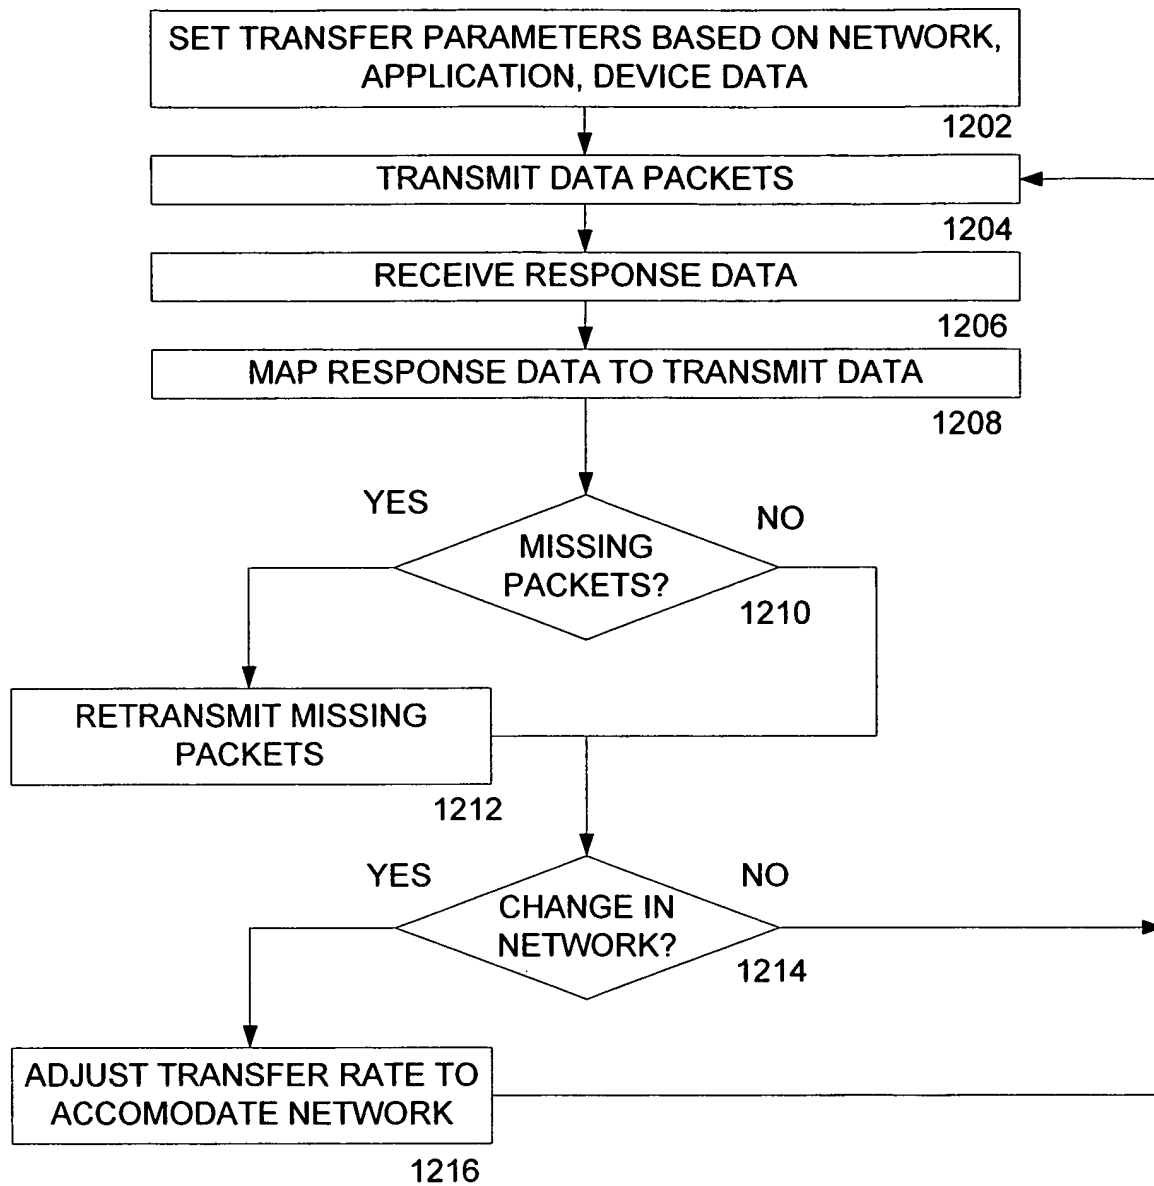 SET TRANSFER PARAMETERS BASED ON NETWORK,
APPLICATION, DEVICE DATA
1202
TRANSMIT DATA PACKETS
1204
RECEIVE RESPONSE DATA
1206
MAP RESPONSE DATA TO TRANSMIT DATA
1208
YES
NO
MISSING
PACKETS?
1210
RETRANSMIT MISSING
PACKETS
1212
YES
NO
CHANGE IN
NETWORK?
1214
ADJUST TRANSFER RATE TO
ACCOMODATE NETWORK
1216